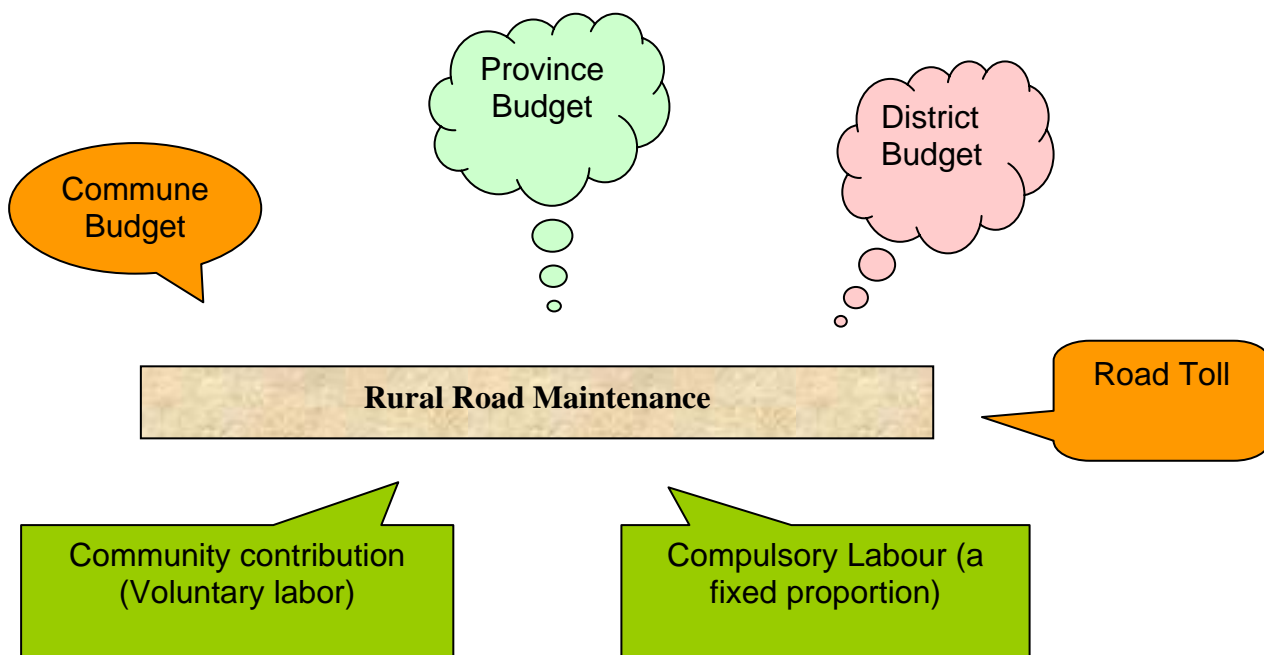 Province
Budget
District
Budget
Commune
Budget
Road Toll
Rural Road Maintenance
Community contribution
(Voluntary labor)
Compulsory Labour (a
fixed proportion)